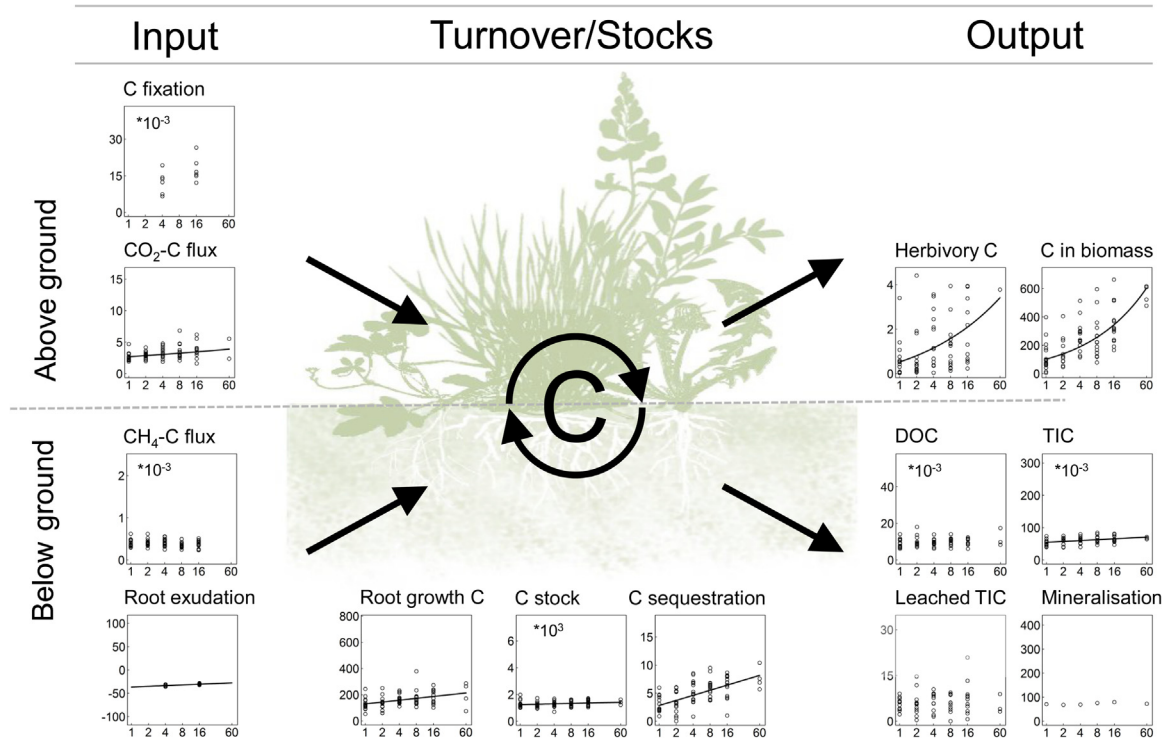 Input Turnover/Stocks Output
Above ground
C fixation
*10-3
30
15
0
1 2 4 8 16 60
CO2-C flux
15
10
5
0
1 2 4 8 16 60
Herbivory C
4
2
0
1 2 4 8 16 60
C in biomass
600
400
200
0
1 2 4 8 16 60
C
Below ground
CH4-C flux
*10-3
2
1
0
1 2 4 8 16 60
DOC
*10-3
40
20
0
1 2 4 8 16 60
TIC
*10-3
300
200
100
0
1 2 4 8 16 60
Root exudation
100
50
0
-50
-100
1 2 4 8 16 60
Root growth C
800
600
400
200
0
1 2 4 8 16 60
C stock
*103
6
4
2
0
1 2 4 8 16 60
C sequestration
15
10
5
0
1 2 4 8 16 60
Leached TIC
30
15
0
1 2 4 8 16 60
Mineralisation
400
300
200
100
0
1 2 4 8 16 60